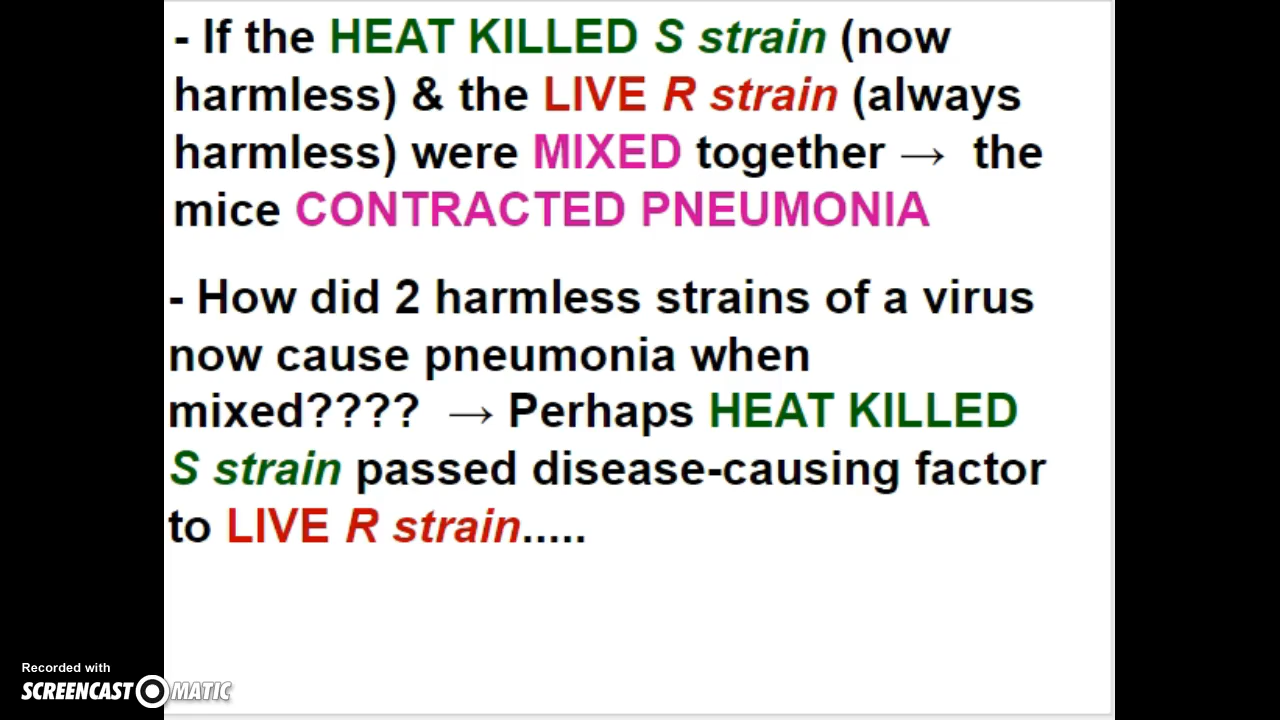 - If the HEAT KILLED S strain (now
harmless) & the LIVE R strain (always
harmless) were MIXED together → the
mice CONTRACTED PNEUMONIA
- How did 2 harmless strains of a virus
now cause pneumonia when
mixed???? → Perhaps HEAT KILLED
S strain passed disease-causing factor
to LIVE R strain.....
Recorded with
SCREENCAST MATIC